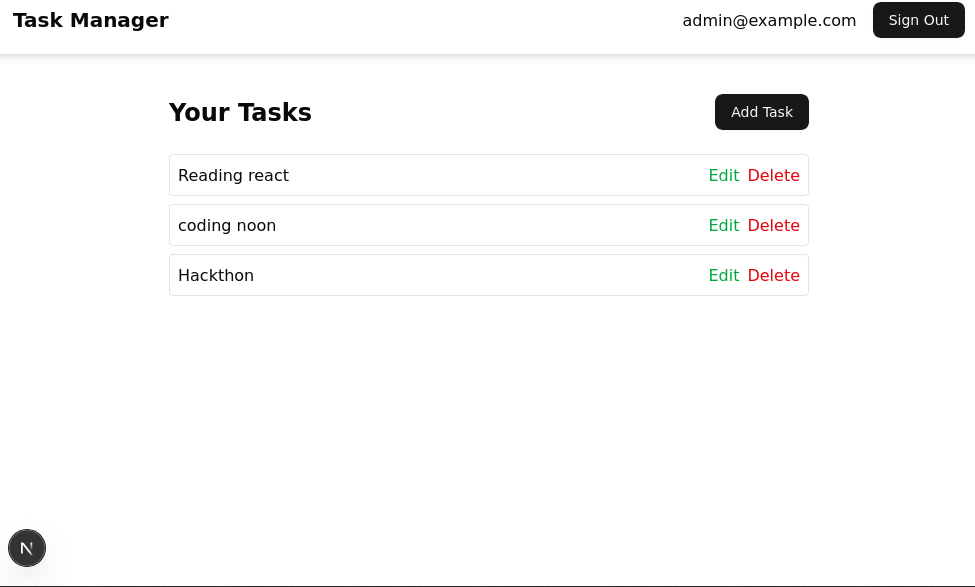 Task Manager admin@example.com Sign Out
Your Tasks Add Task
Reading react Edit Delete
coding noon Edit Delete
Hackthon Edit Delete
N